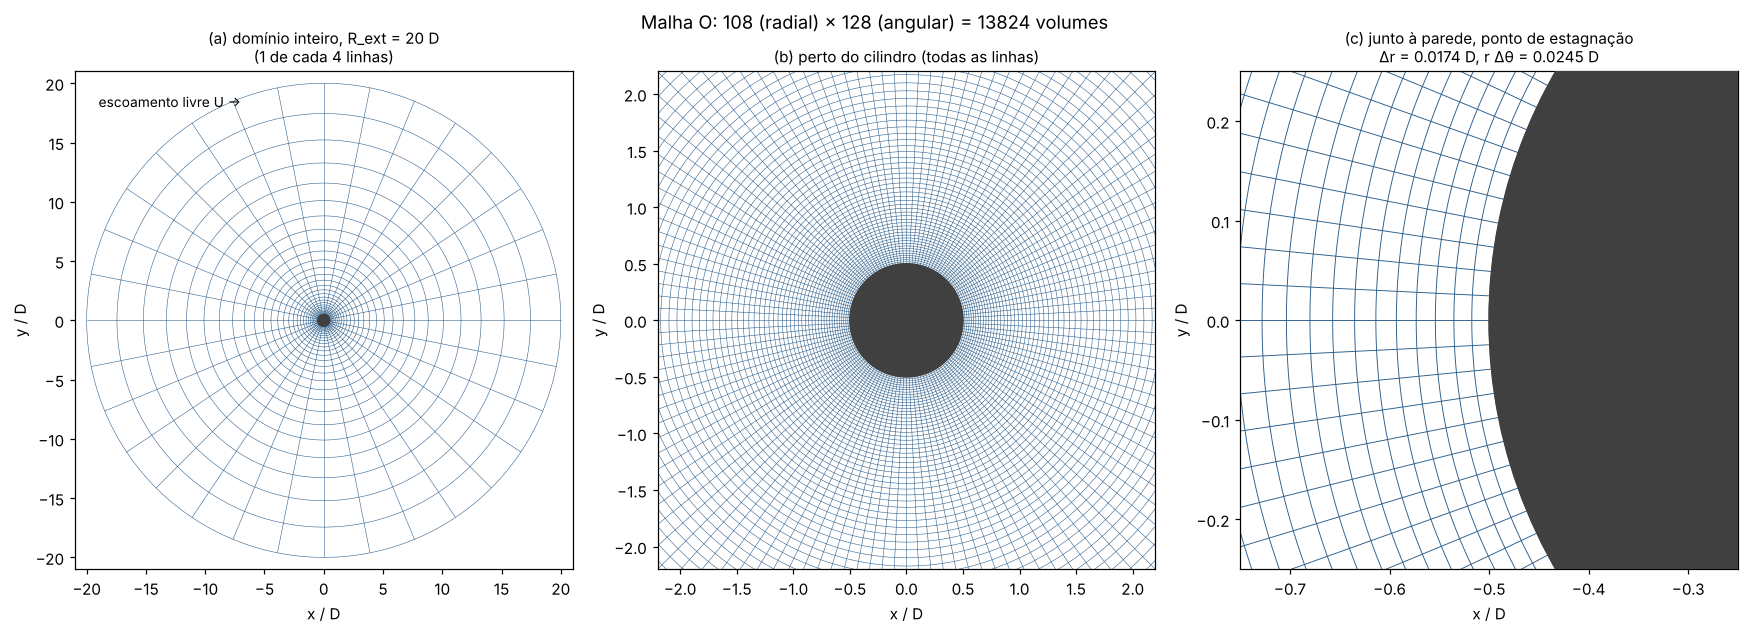 Malha O: 108 (radial) × 128 (angular) = 13824 volumes
(a) domínio inteiro, R_ext = 20 D
(1 de cada 4 linhas)
escoamento livre U →
20
15
10
5
0
−5
−10
−15
−20
y / D
−20 −15 −10 −5 0 5 10 15 20
x / D
(b) perto do cilindro (todas as linhas)
2.0
1.5
1.0
0.5
0.0
−0.5
−1.0
−1.5
−2.0
y / D
−2.0 −1.5 −1.0 −0.5 0.0 0.5 1.0 1.5 2.0
x / D
(c) junto à parede, ponto de estagnação
Δr = 0.0174 D, r Δθ = 0.0245 D
0.2
0.1
0.0
−0.1
−0.2
y / D
−0.7 −0.6 −0.5 −0.4 −0.3
x / D